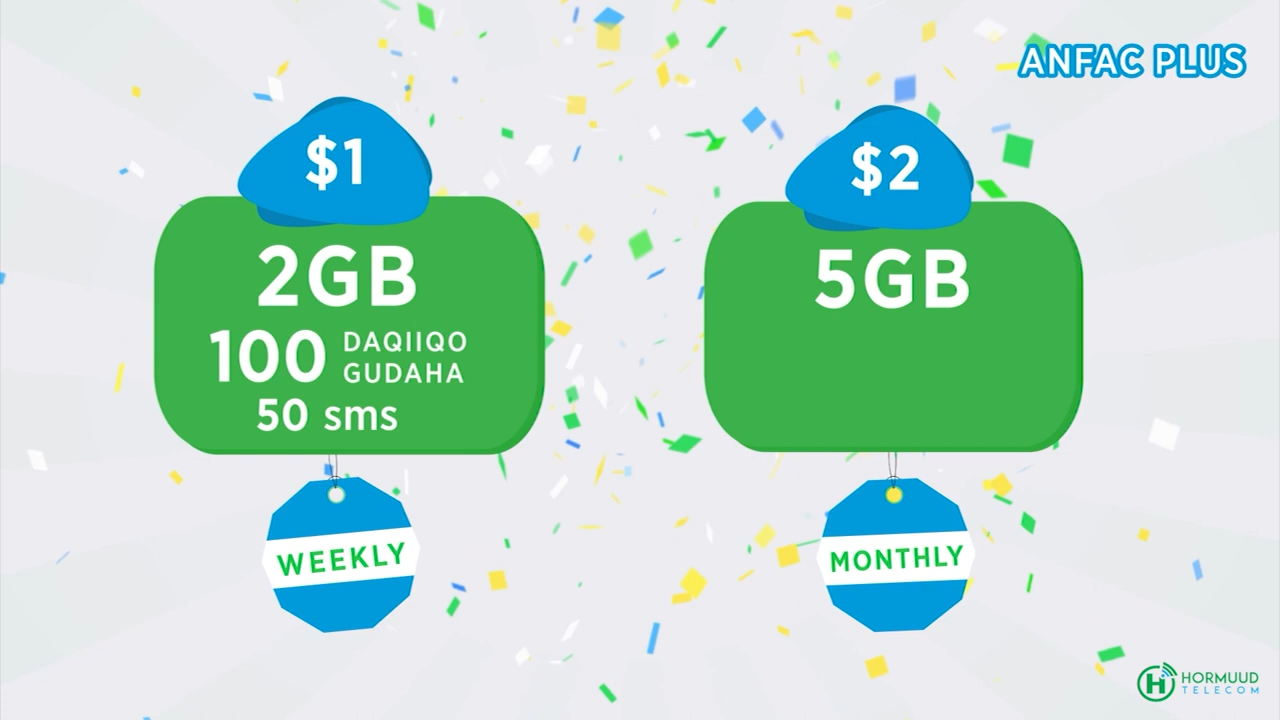 ANFAC PLUS
$1
2GB
100 DAQIIQO
GUDAHA
50 sms
WEEKLY
$2
5GB
MONTHLY
HORMUUD
TELECOM